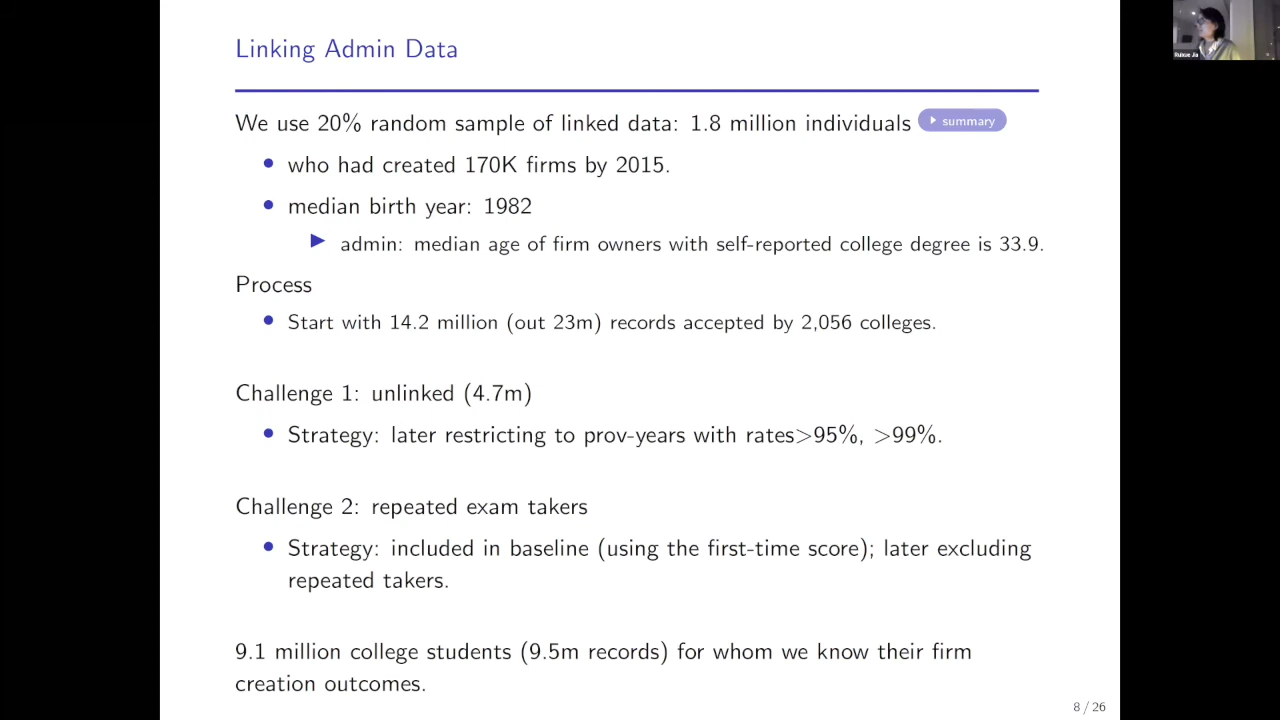 Linking Admin Data
We use 20% random sample of linked data: 1.8 million individuals summary
who had created 170K firms by 2015.
median birth year: 1982
admin: median age of firm owners with self-reported college degree is 33.9.
Process
Start with 14.2 million (out 23m) records accepted by 2,056 colleges.
Challenge 1: unlinked (4.7m)
Strategy: later restricting to prov-years with rates>95%, >99%.
Challenge 2: repeated exam takers
Strategy: included in baseline (using the first-time score); later excluding
repeated takers.
9.1 million college students (9.5m records) for whom we know their firm
creation outcomes.
8 / 26
Ruixue Ja